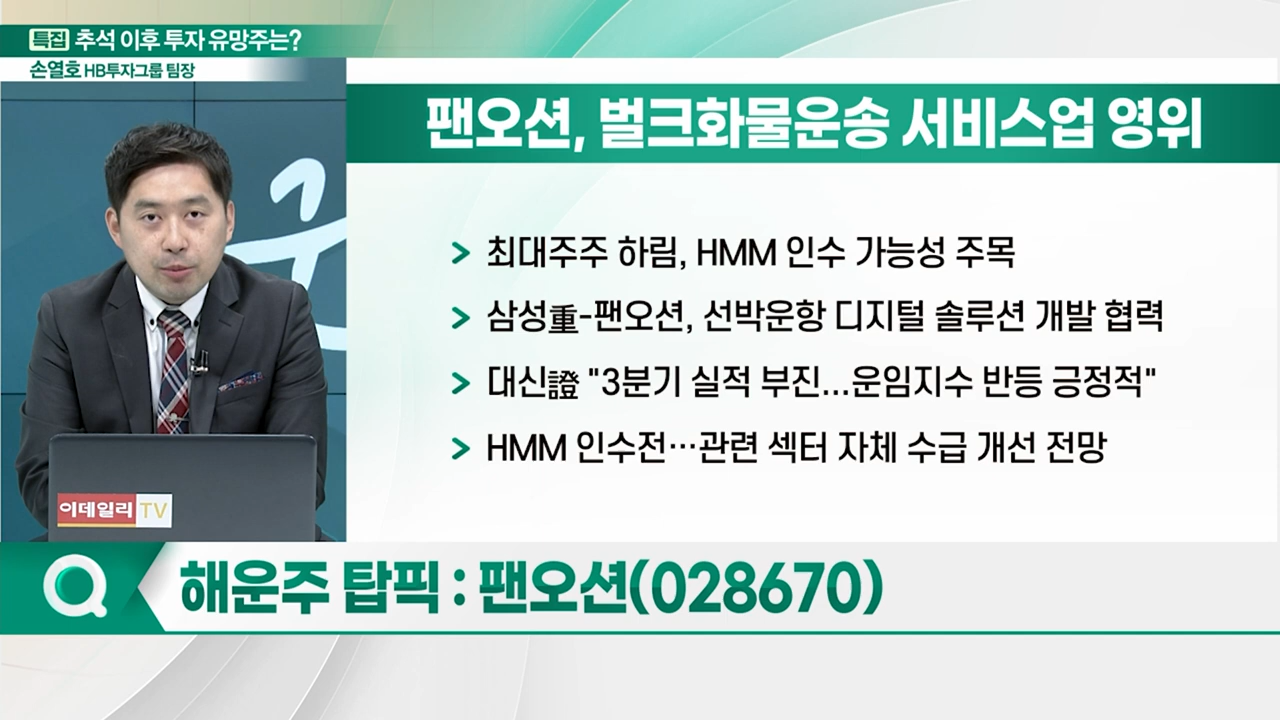 특집 추석 이후 투자 유망주는?
손열호 HB투자그룹 팀장
팬오션, 벌크화물운송 서비스업 영위
최대주주 하림, HMM 인수 가능성 주목
삼성重-팬오션, 선박운항 디지털 솔루션 개발 협력
대신證 "3분기 실적 부진...운임지수 반등 긍정적"
HMM 인수전…관련 섹터 자체 수급 개선 전망
이데일리 TV
해운주 탑픽 : 팬오션(028670)